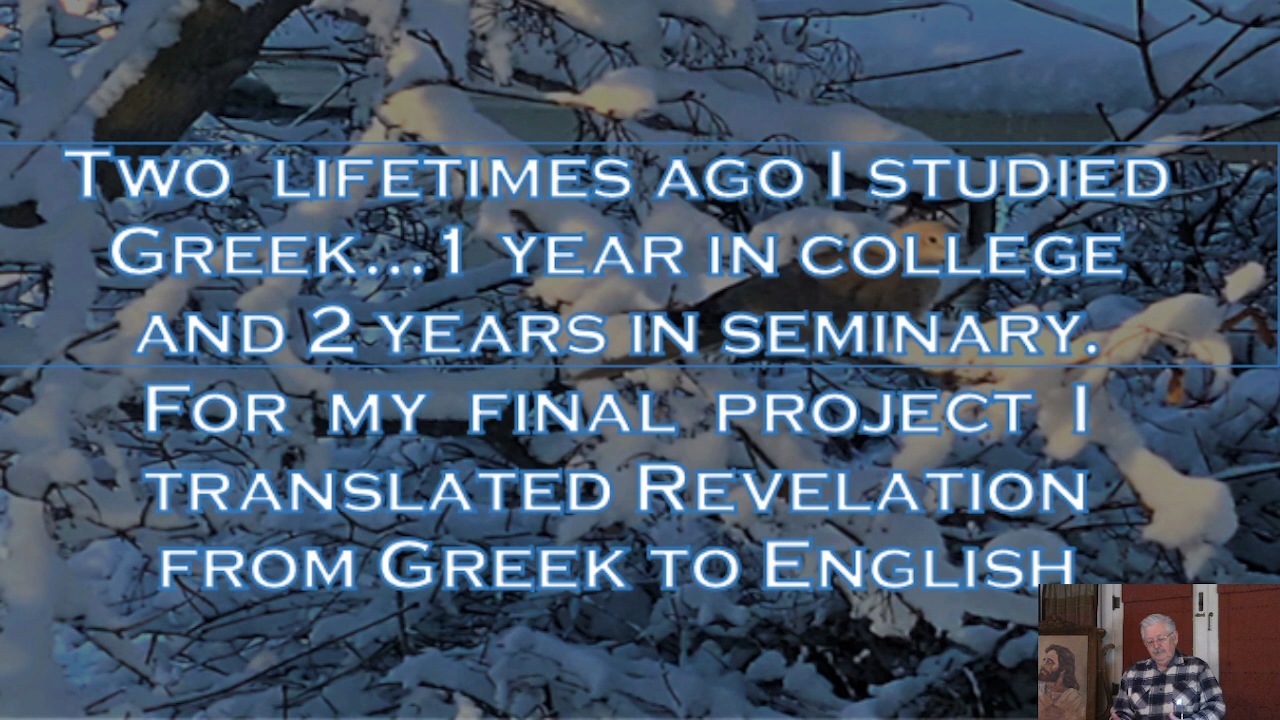 Two lifetimes ago I studied
Greek...1 year in college
and 2 years in seminary.
For my final project I
translated Revelation
from Greek to English